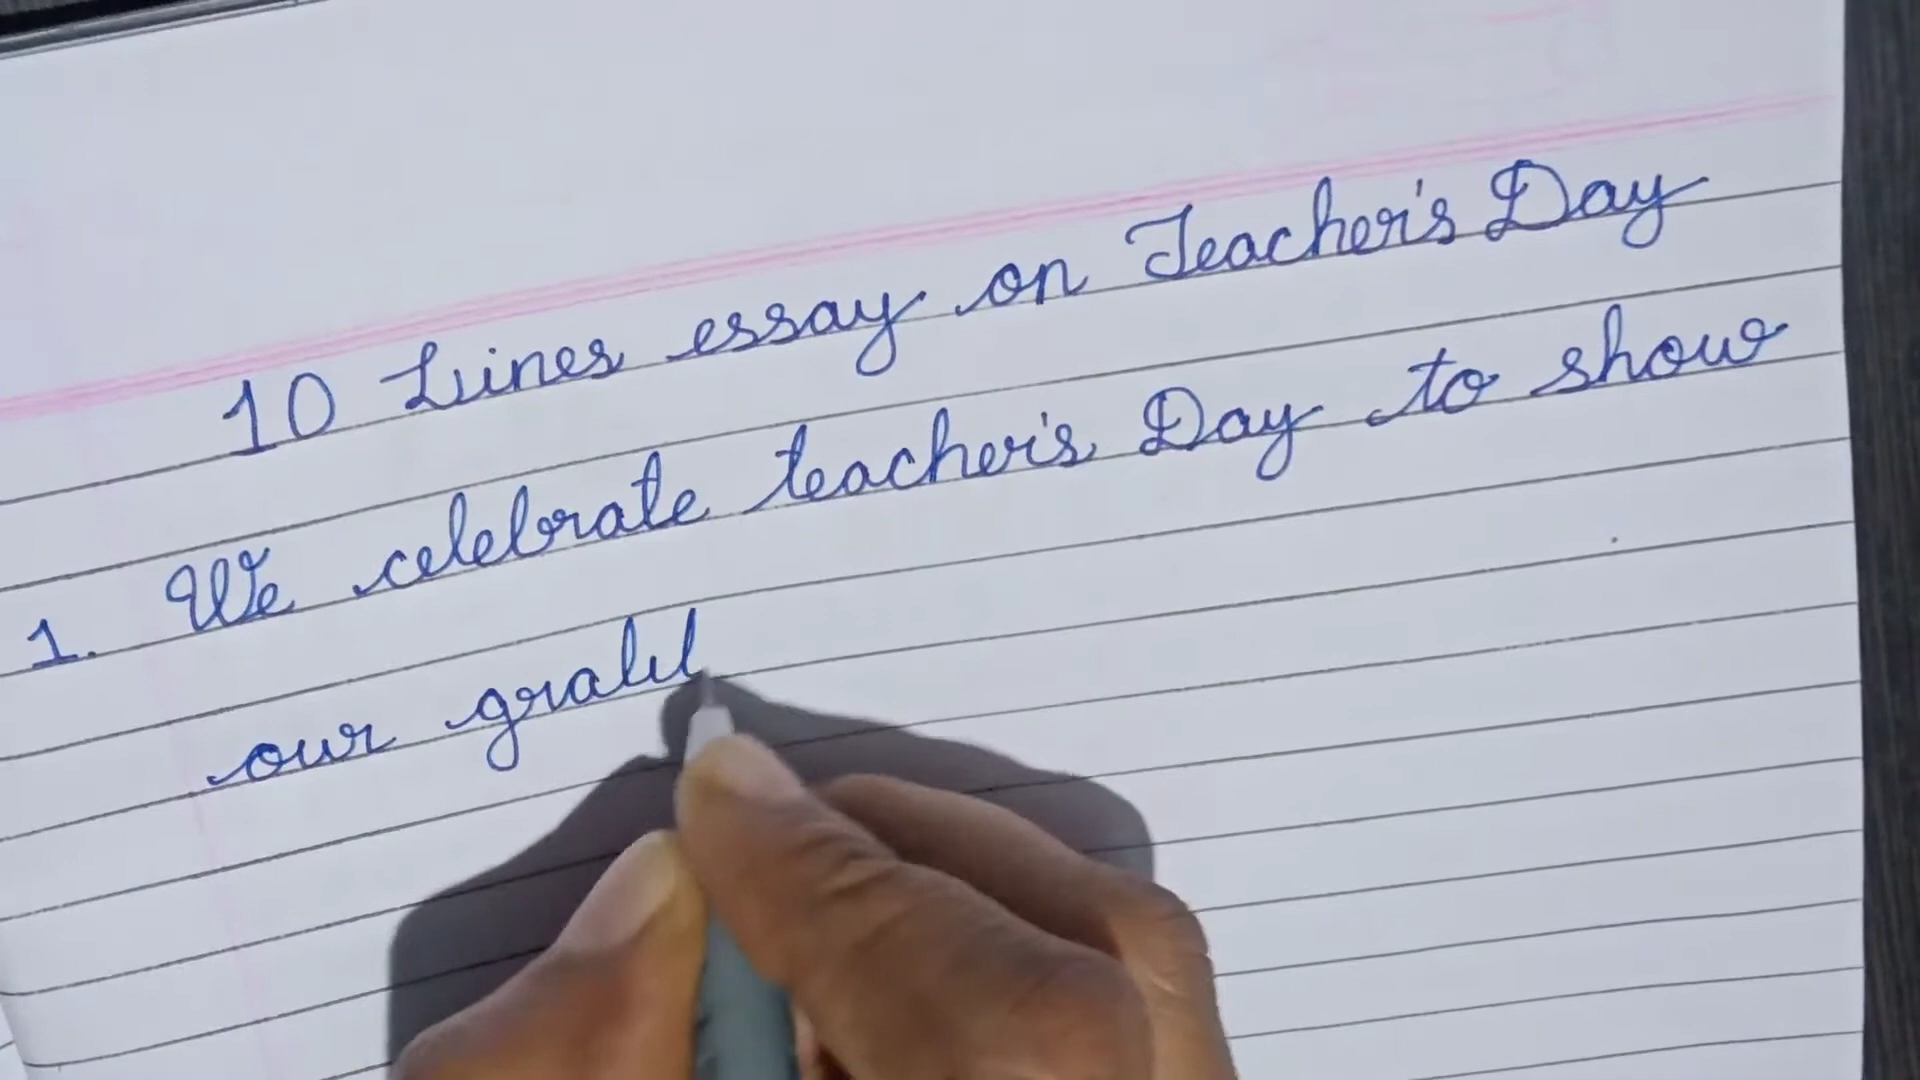 10 Lines essay on Teacher's Day
1. We celebrate teacher's Day to show
our gratit